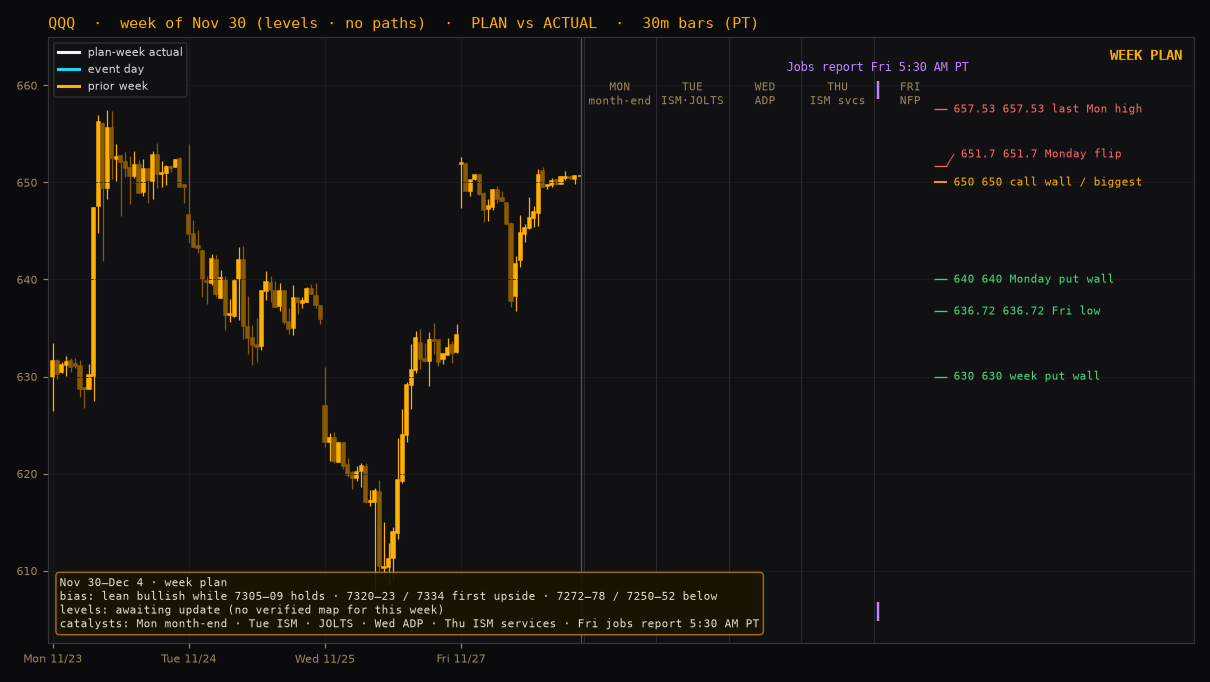 QQQ · week of Nov 30 (levels · no paths) · PLAN vs ACTUAL · 30m bars (PT)
plan-week actual
event day
prior week
WEEK PLAN
Jobs report Fri 5:30 AM PT
MON
month-end
TUE
ISM·JOLTS
WED
ADP
THU
ISM svcs
FRI
NFP
657.53 657.53 last Mon high
651.7 651.7 Monday flip
650 650 call wall / biggest
640 640 Monday put wall
636.72 636.72 Fri low
630 630 week put wall
660
650
640
630
620
610
Nov 30–Dec 4 · week plan
bias: lean bullish while 7305–09 holds · 7320–23 / 7334 first upside · 7272–78 / 7250–52 below
levels: awaiting update (no verified map for this week)
catalysts: Mon month-end · Tue ISM · JOLTS · Wed ADP · Thu ISM services · Fri jobs report 5:30 AM PT
Mon 11/23
Tue 11/24
Wed 11/25
Fri 11/27